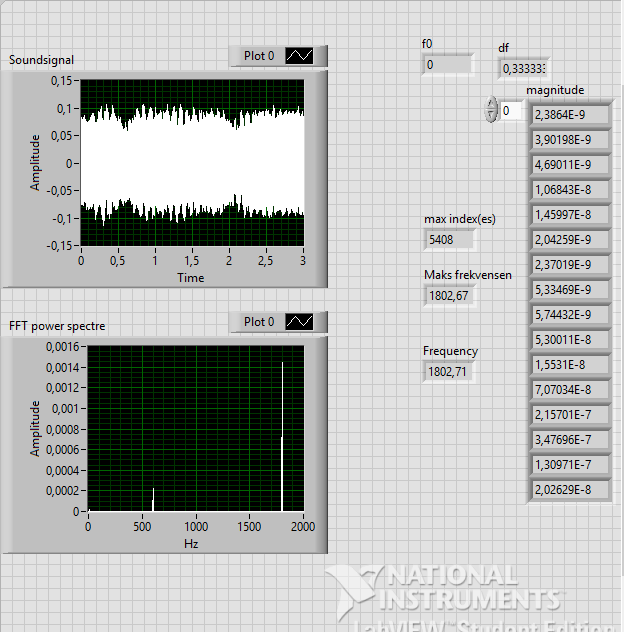 f0
df
Soundsignal
Plot 0
0
0,333333
magnitude
0,15
0,1
0,05
0
-0,05
-0,1
-0,15
Amplitude
0
0,5
1
1,5
2
2,5
3
Time
0
2,3864E-9
3,90198E-9
4,69011E-9
1,06843E-8
1,45997E-8
2,04259E-9
2,37019E-9
5,33469E-9
5,74432E-9
5,30011E-8
1,5531E-8
7,07034E-8
2,15701E-7
3,47696E-7
1,30971E-7
2,02629E-8
max index(es)
5408
Maks frekvensen
1802,67
Frequency
1802,71
FFT power spectre
Plot 0
0,0016
0,0014
0,0012
0,001
0,0008
0,0006
0,0004
0,0002
0
Amplitude
0
500
1000
1500
2000
Hz
NATIONAL
INSTRUMENTS
LabVIEW Student Edition